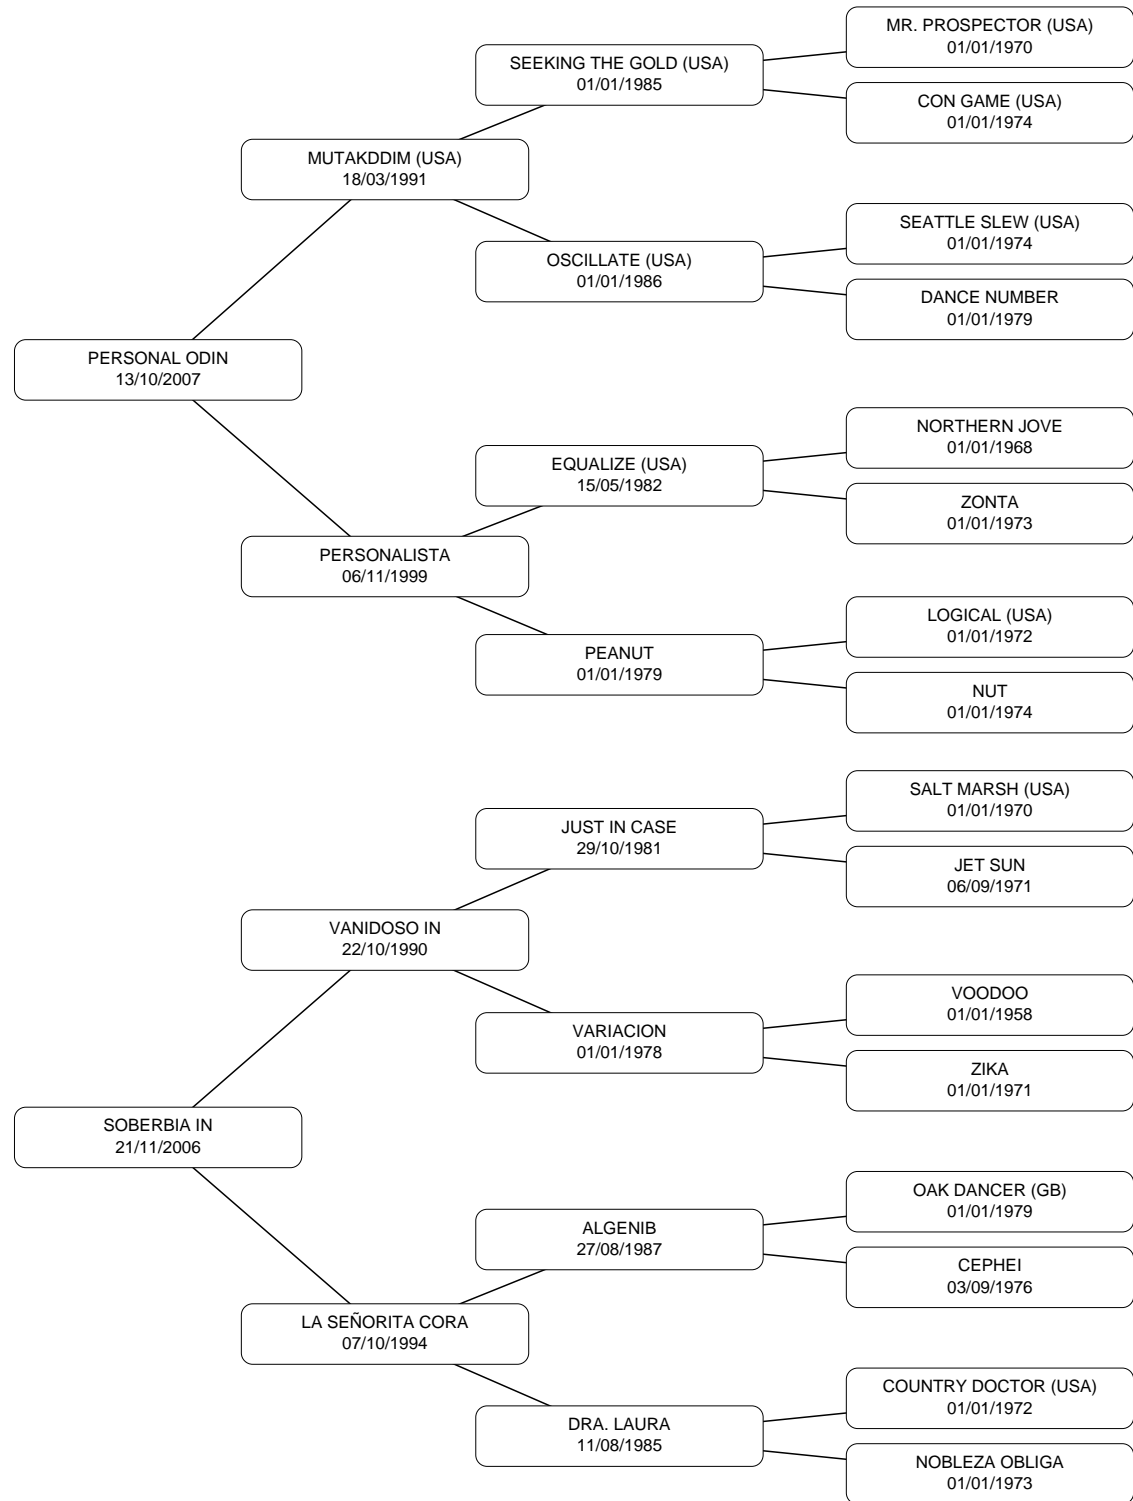 MR. PROSPECTOR (USA)
01/01/1970
SEEKING THE GOLD (USA)
01/01/1985
CON GAME (USA)
01/01/1974
MUTAKDDIM (USA)
18/03/1991
SEATTLE SLEW (USA)
01/01/1974
OSCILLATE (USA)
01/01/1986
DANCE NUMBER
01/01/1979
PERSONAL ODIN
13/10/2007
NORTHERN JOVE
01/01/1968
EQUALIZE (USA)
15/05/1982
ZONTA
01/01/1973
PERSONALISTA
06/11/1999
LOGICAL (USA)
01/01/1972
PEANUT
01/01/1979
NUT
01/01/1974
SALT MARSH (USA)
01/01/1970
JUST IN CASE
29/10/1981
JET SUN
06/09/1971
VANIDOSO IN
22/10/1990
VOODOO
01/01/1958
VARIACION
01/01/1978
ZIKA
01/01/1971
SOBERBIA IN
21/11/2006
OAK DANCER (GB)
01/01/1979
ALGENIB
27/08/1987
CEPHEI
03/09/1976
LA SEÑORITA CORA
07/10/1994
COUNTRY DOCTOR (USA)
01/01/1972
DRA. LAURA
11/08/1985
NOBLEZA OBLIGA
01/01/1973